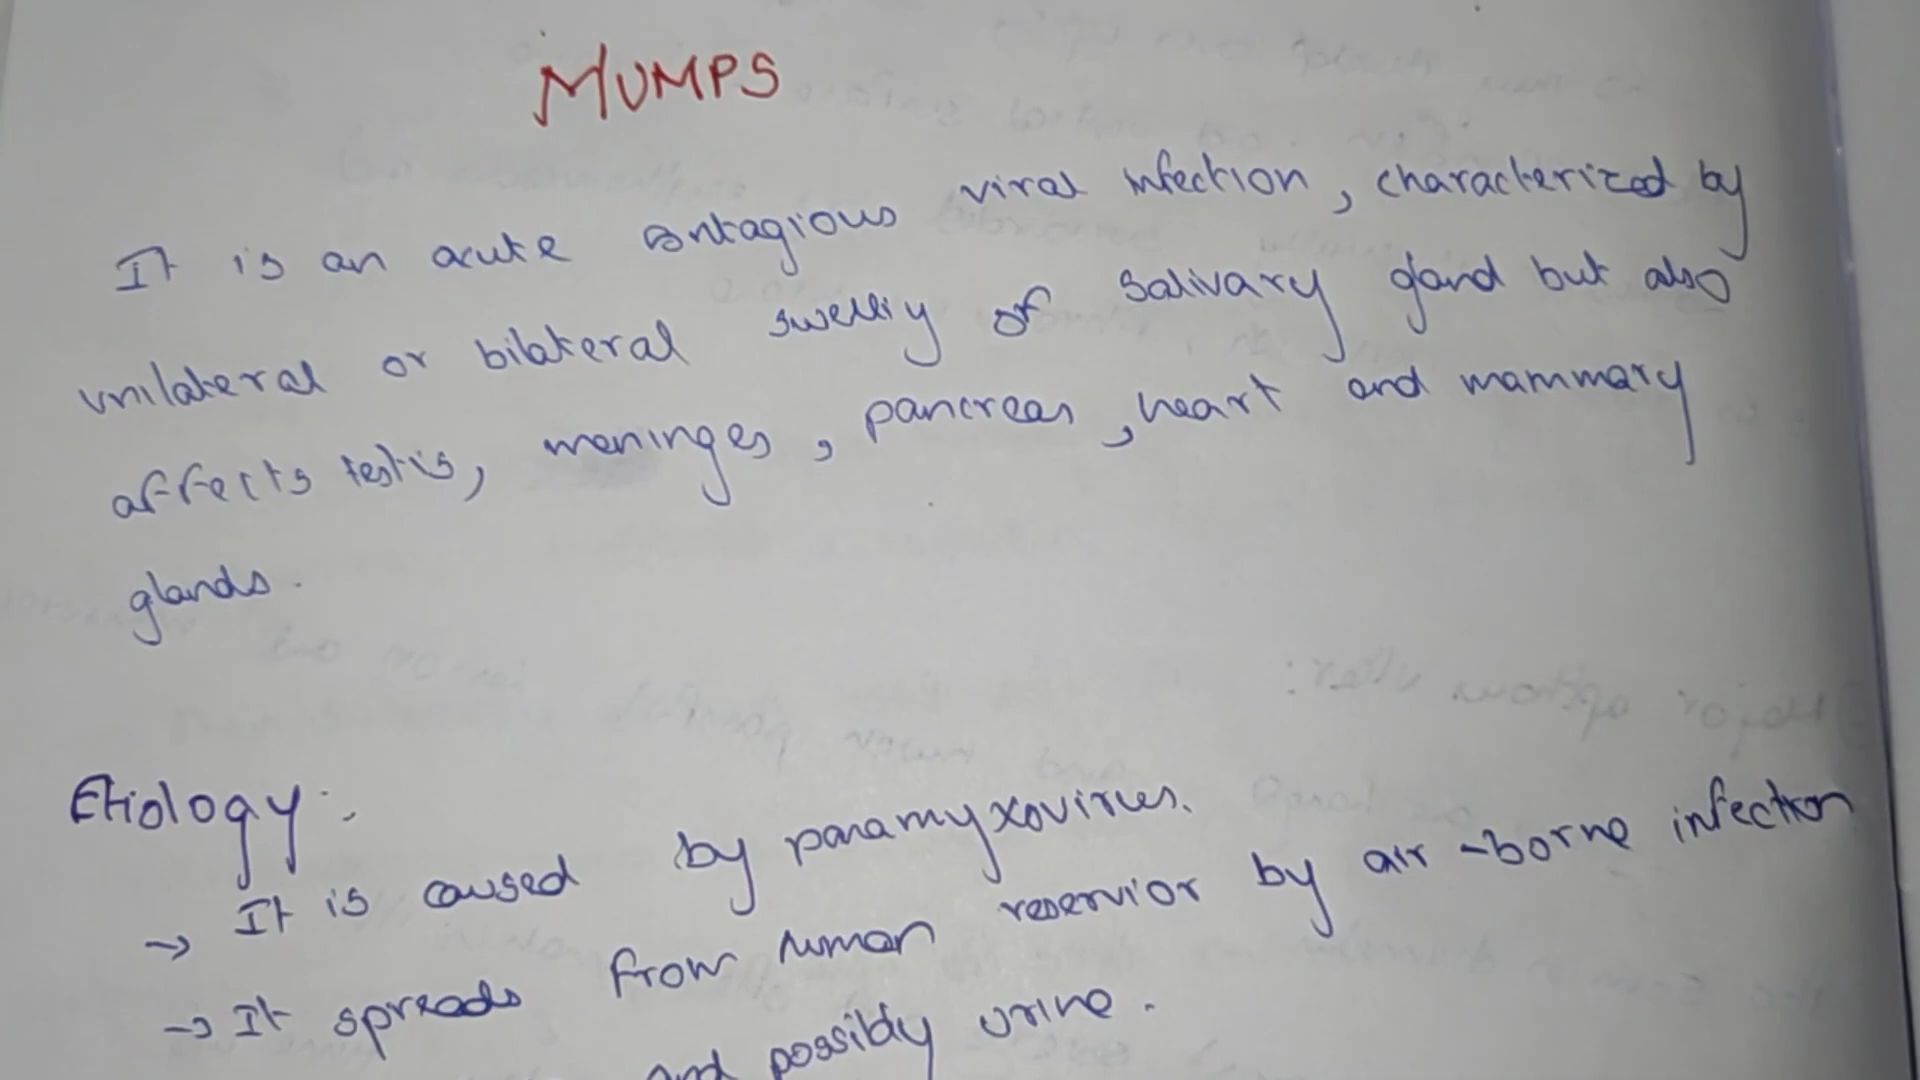 MUMPS
It is an acute contagious viral infection, characterized by
unilateral or bilateral swelling of salivary gland but also
affects testis, meninges, pancreas, heart and mammary
glands.
Etiology :-
→ It is caused by paramyxovirus.
→ It spreads from human reservior by air-borne infection
and possibly urine.